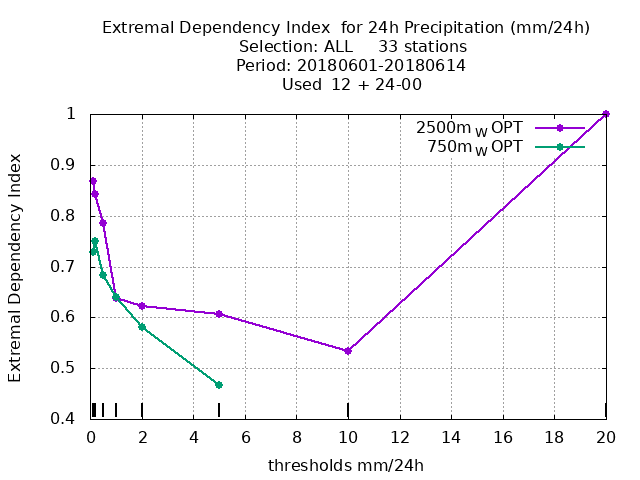 Extremal Dependency Index  for 24h Precipitation (mm/24h)
Selection: ALL     33 stations
Period: 20180601-20180614
Used  12 + 24-00
2500m W OPT
750m W OPT
Extremal Dependency Index
1
0.9
0.8
0.7
0.6
0.5
0.4
0 2 4 6 8 10 12 14 16 18 20
thresholds mm/24h